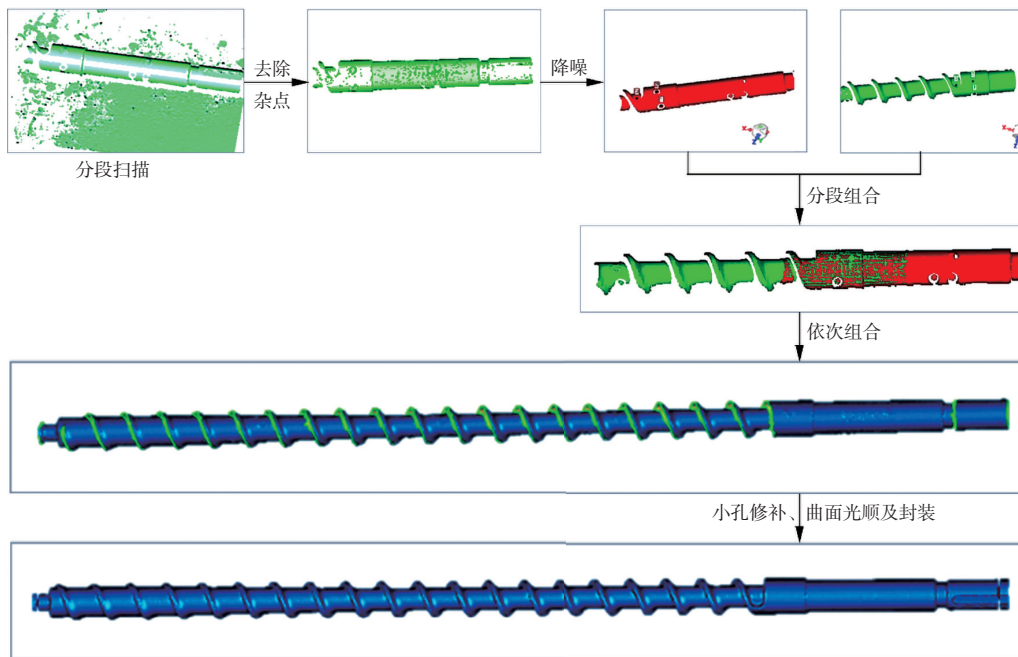 去除
杂点
降噪
分段扫描
分段组合
依次组合
小孔修补、曲面光顺及封装